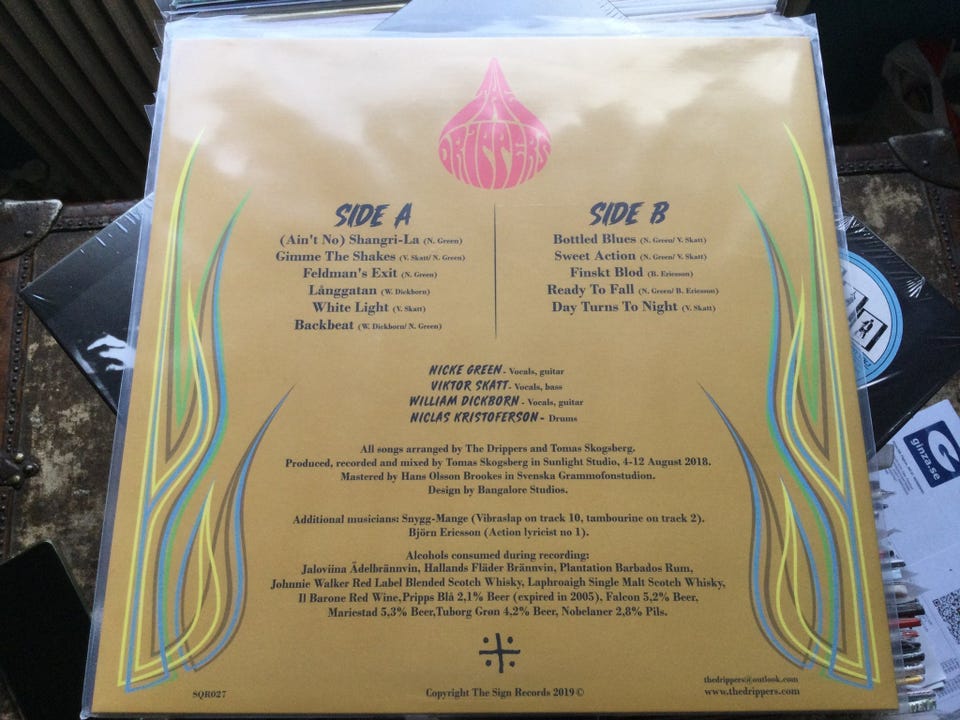 THE
DRIPPERS
SIDE A
(Ain't No) Shangri-La (N. Green)
Gimme The Shakes (V. Skatt/ N. Green)
Feldman's Exit (N. Green)
Långgatan (W. Dickborn)
White Light (V. Skatt)
Backbeat (W. Dickborn/ N. Green)
SIDE B
Bottled Blues (N. Green/ V. Skatt)
Sweet Action (N. Green/ V. Skatt)
Finskt Blod (B. Ericsson)
Ready To Fall (N. Green/ B. Ericsson)
Day Turns To Night (V. Skatt)
NICKE GREEN - Vocals, guitar
VIKTOR SKATT - Vocals, bass
WILLIAM DICKBORN - Vocals, guitar
NICLAS KRISTOFERSON - Drums
All songs arranged by The Drippers and Tomas Skogsberg.
Produced, recorded and mixed by Tomas Skogsberg in Sunlight Studio, 4-12 August 2018.
Mastered by Hans Olsson Brookes in Svenska Grammofonstudion.
Design by Bangalore Studios.
Additional musicians: Snygg-Mange (Vibraslap on track 10, tambourine on track 2).
Björn Ericsson (Action lyricist no 1).
Alcohols consumed during recording:
Jaloviina Ädelbrännvin, Hallands Fläder Brännvin, Plantation Barbados Rum,
Johnnie Walker Red Label Blended Scotch Whisky, Laphroaigh Single Malt Scotch Whisky,
Il Barone Red Wine, Pripps Blå 2,1% Beer (expired in 2005), Falcon 5,2% Beer,
Mariestad 5,3% Beer, Tuborg Grøn 4,2% Beer, Nobelaner 2,8% Pils.
SQR027
Copyright The Sign Records 2019 ©
thedrippers@outlook.com
www.thedrippers.com
ginza.se